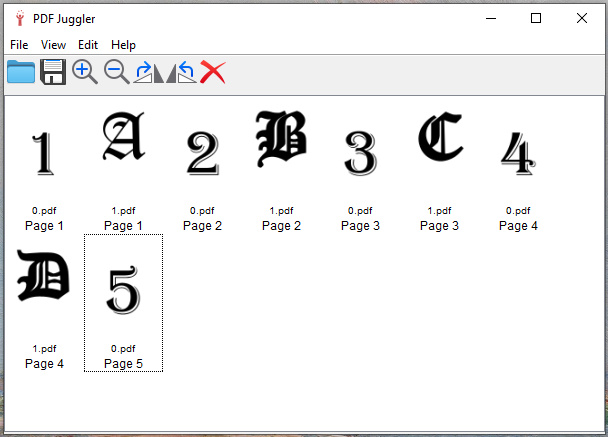 PDF Juggler
File View Edit Help
1 A 2 B 3 C 4
0.pdf 1.pdf 0.pdf 1.pdf 0.pdf 1.pdf 0.pdf
Page 1 Page 1 Page 2 Page 2 Page 3 Page 3 Page 4
D 5
1.pdf 0.pdf
Page 4 Page 5